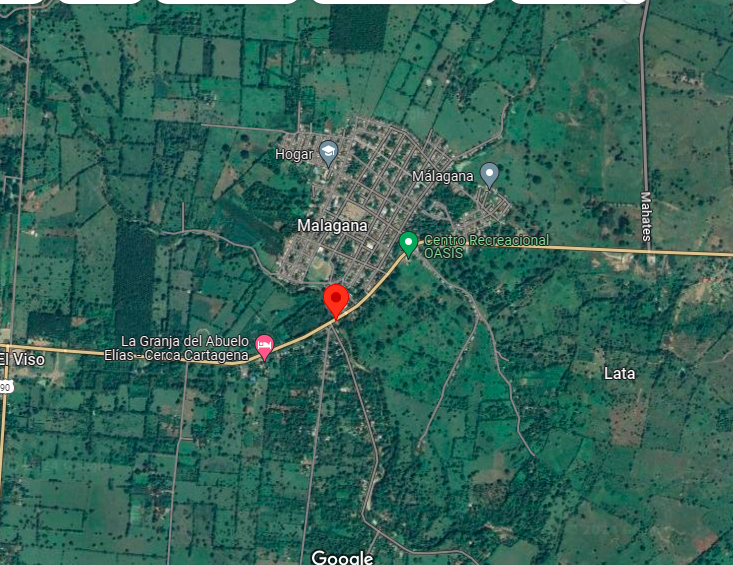 Hogar
Málagana
Mahates
Malagana
Centro Recreacional
OASIS
La Granja del Abuelo
Elías - Cerca Cartagena
El Viso
90
Lata
Google